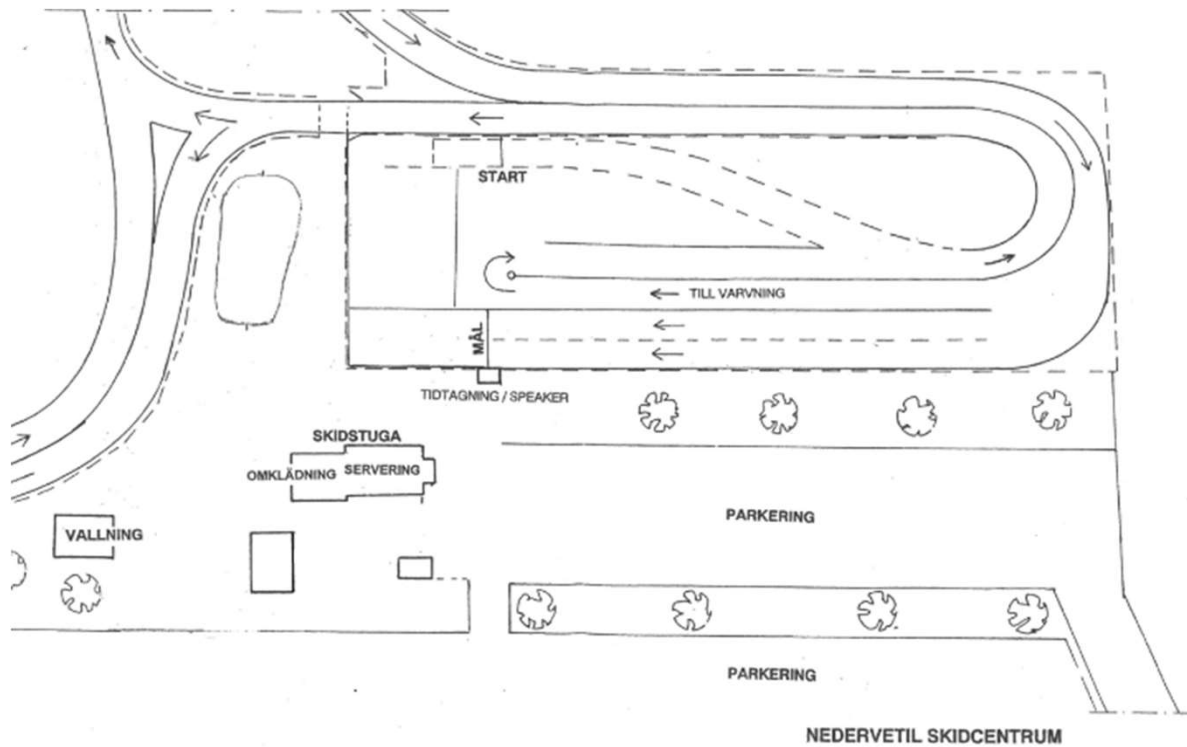 START
TILL VARVNING
MÅL
TIDTAGNING / SPEAKER
SKIDSTUGA
OMKLÄDNING
SERVERING
VALLNING
PARKERING
PARKERING
NEDERVETIL SKIDCENTRUM